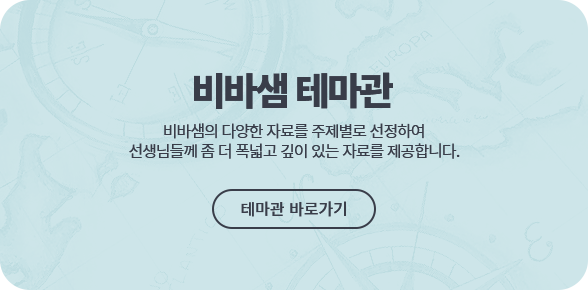 EUROPA
비바샘 테마관
비바샘의 다양한 자료를 주제별로 선정하여
선생님들께 좀 더 폭넓고 깊이 있는 자료를 제공합니다.
테마관 바로가기